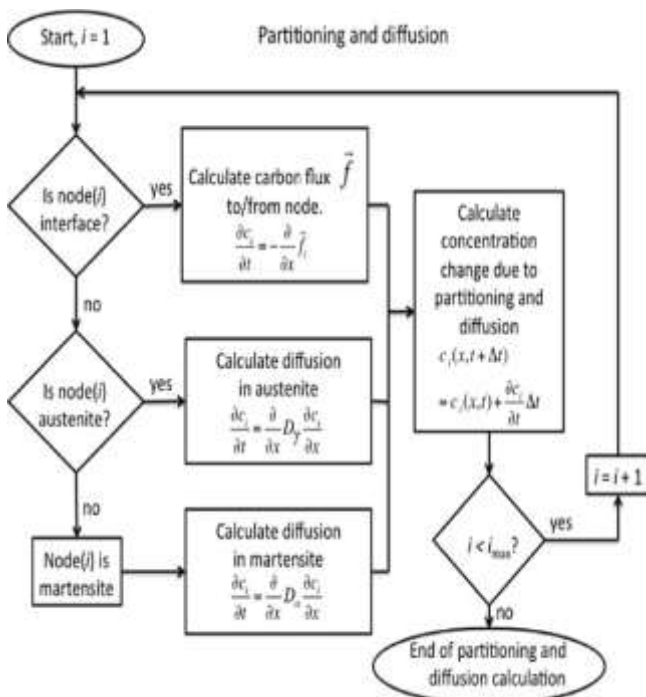 Start, i = 1
Partitioning and diffusion
Is node(i)
interface?
yes
no
Calculate carbon flux \vec{f}
to/from node.
∂c_i/∂t = −∂/∂x \vec{f}_i
Is node(i)
austenite?
yes
no
Calculate diffusion
in austenite
∂c_i/∂t = ∂/∂x D_γ ∂c_i/∂x
Node(i) is
martensite
Calculate diffusion
in martensite
∂c_i/∂t = ∂/∂x D_α ∂c_i/∂x
Calculate
concentration
change due to
partitioning and
diffusion
c_i(x,t+Δt)
=c_i(x,t)+∂c_i/∂t Δt
i < i_max?
yes
i = i + 1
no
End of partitioning and
diffusion calculation